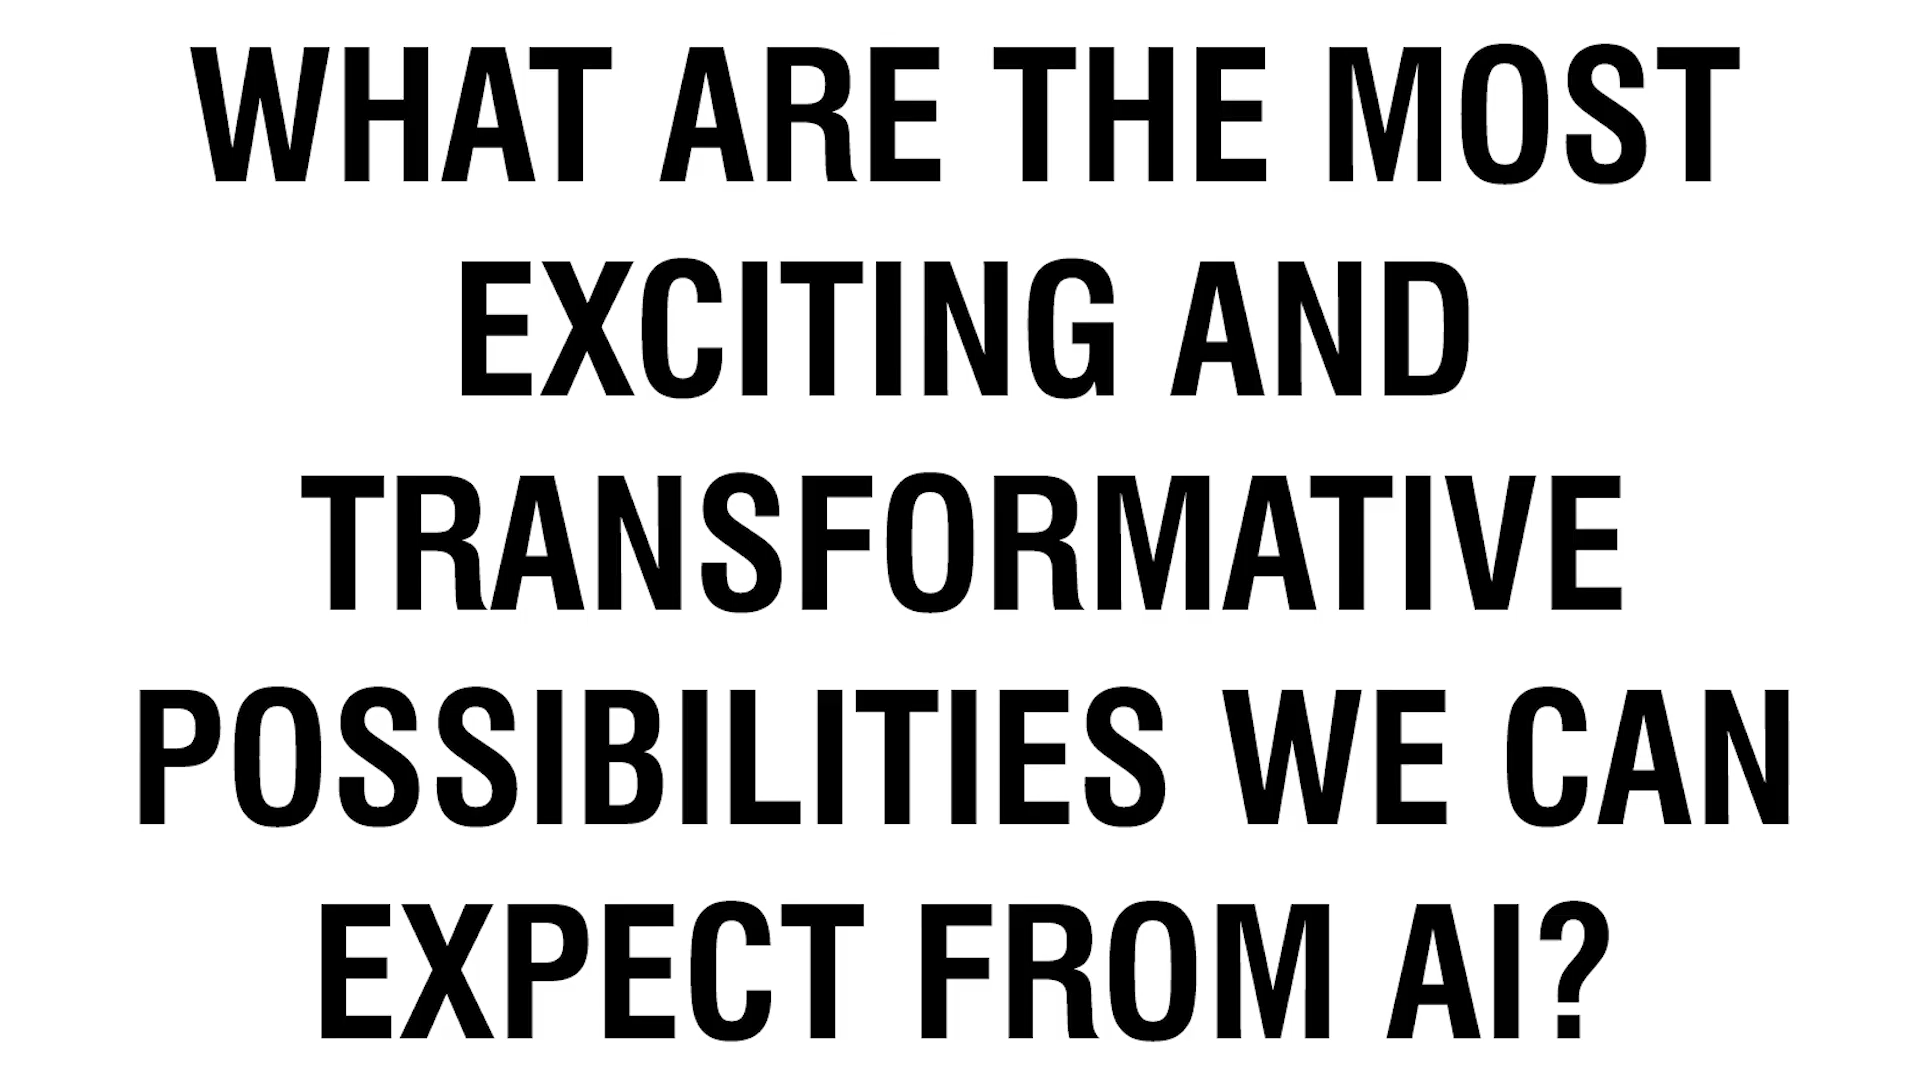 WHAT ARE THE MOST
EXCITING AND
TRANSFORMATIVE
POSSIBILITIES WE CAN
EXPECT FROM AI?